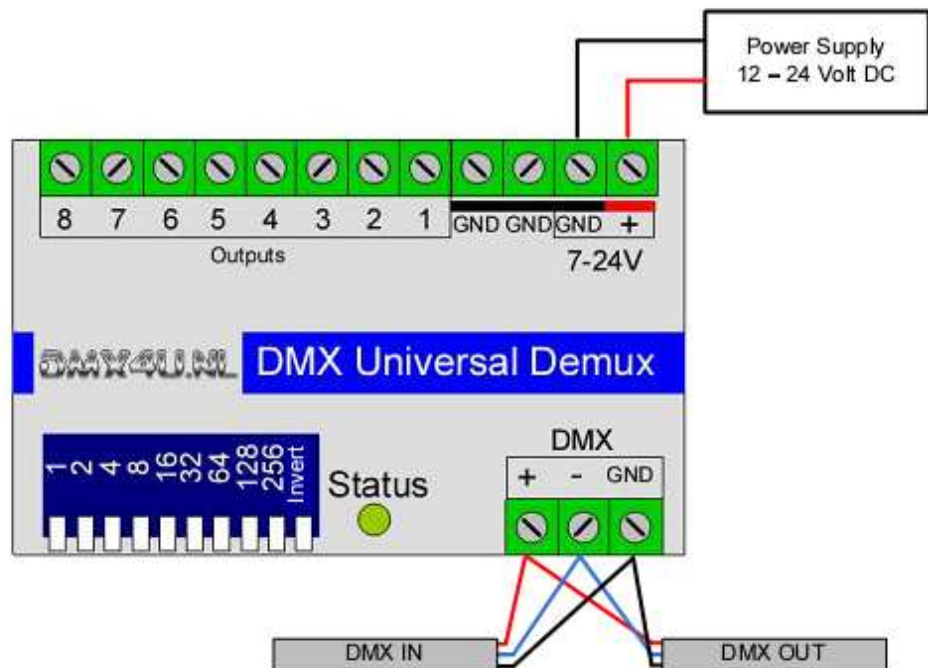 Power Supply
12 – 24 Volt DC
8 7 6 5 4 3 2 1 GND GND GND +
Outputs
7-24V
DMX4U.NL DMX Universal Demux
1 2 4 8 16 32 64 128 256 Invert
Status
DMX
+ - GND
DMX IN
DMX OUT